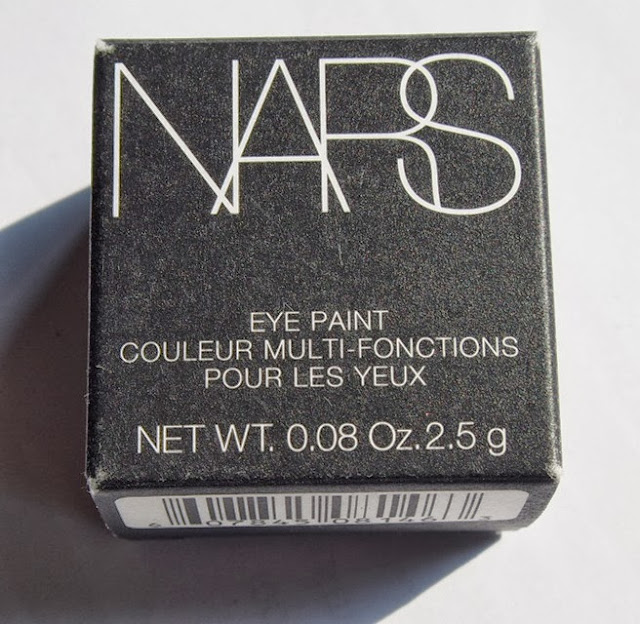 NARS
EYE PAINT
COULEUR MULTI-FONCTIONS
POUR LES YEUX
NET WT. 0.08 Oz. 2.5 g